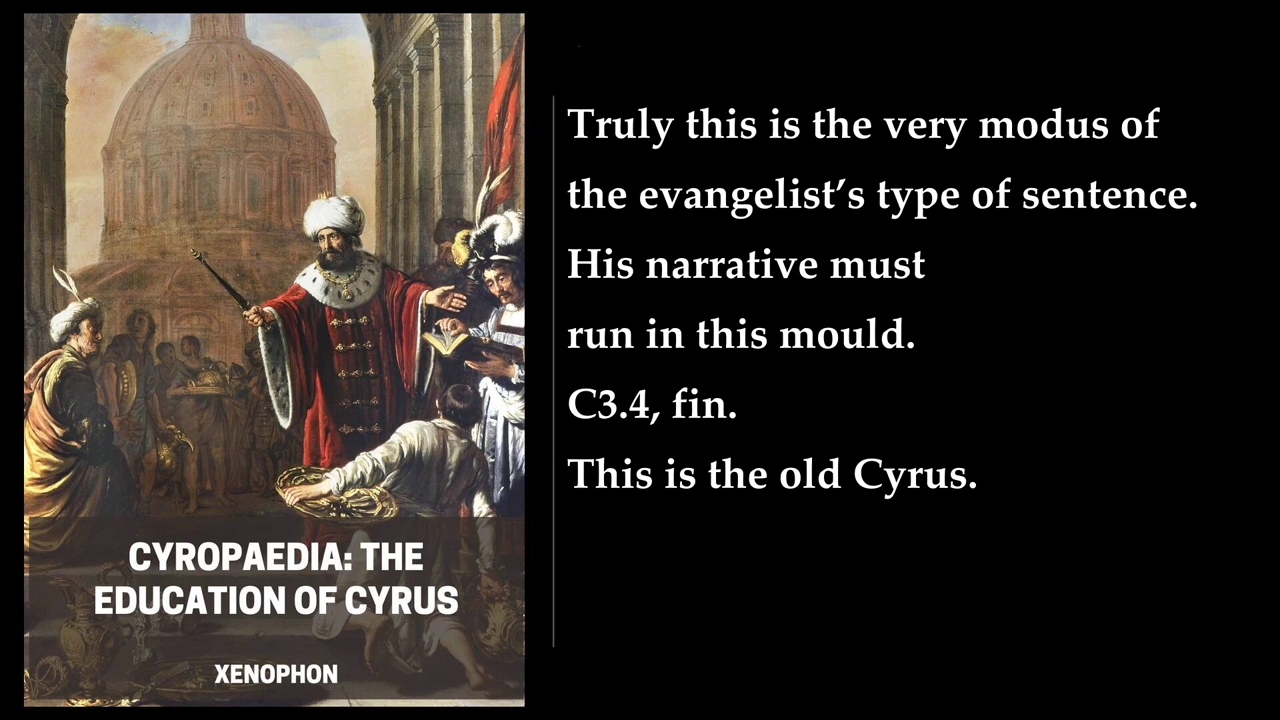 Truly this is the very modus of
the evangelist’s type of sentence.
His narrative must
run in this mould.
C3.4, fin.
This is the old Cyrus.
CYROPAEDIA: THE
EDUCATION OF CYRUS
XENOPHON